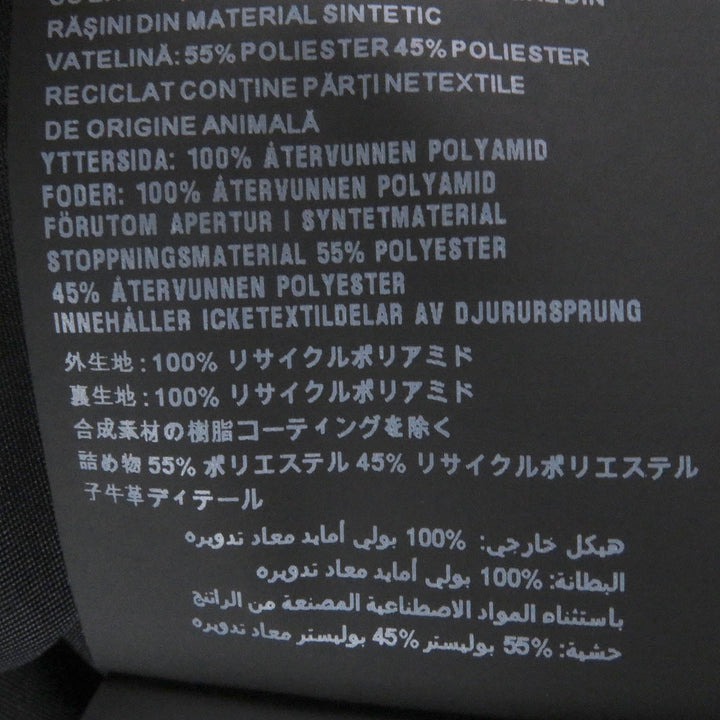 RĂȘINI DIN MATERIAL SINTETIC
VATELINĂ: 55% POLIESTER 45% POLIESTER
RECICLAT CONȚINE PĂRȚI NETEXTILE
DE ORIGINE ANIMALĂ
YTTERSIDA: 100% ÅTERVUNNEN POLYAMID
FODER: 100% ÅTERVUNNEN POLYAMID
FÖRUTOM APERTUR I SYNTETMATERIAL
STOPPNINGSMATERIAL 55% POLYESTER
45% ÅTERVUNNEN POLYESTER
INNEHÅLLER ICKETEXTILDELAR AV DJURURSPRUNG
外生地:100% リサイクルポリアミド
裏生地:100% リサイクルポリアミド
合成素材の樹脂コーティングを除く
詰め物 55% ポリエステル 45% リサイクルポリエステル
子牛革ディテール
هيكل خارجي: 100% بولي أمايد معاد تدويره
البطانة: 100% بولي أمايد معاد تدويره
باستثناء المواد الاصطناعية المصنعة من الراتنج
حشية: 55% بوليستر 45% بوليستر معاد تدويره